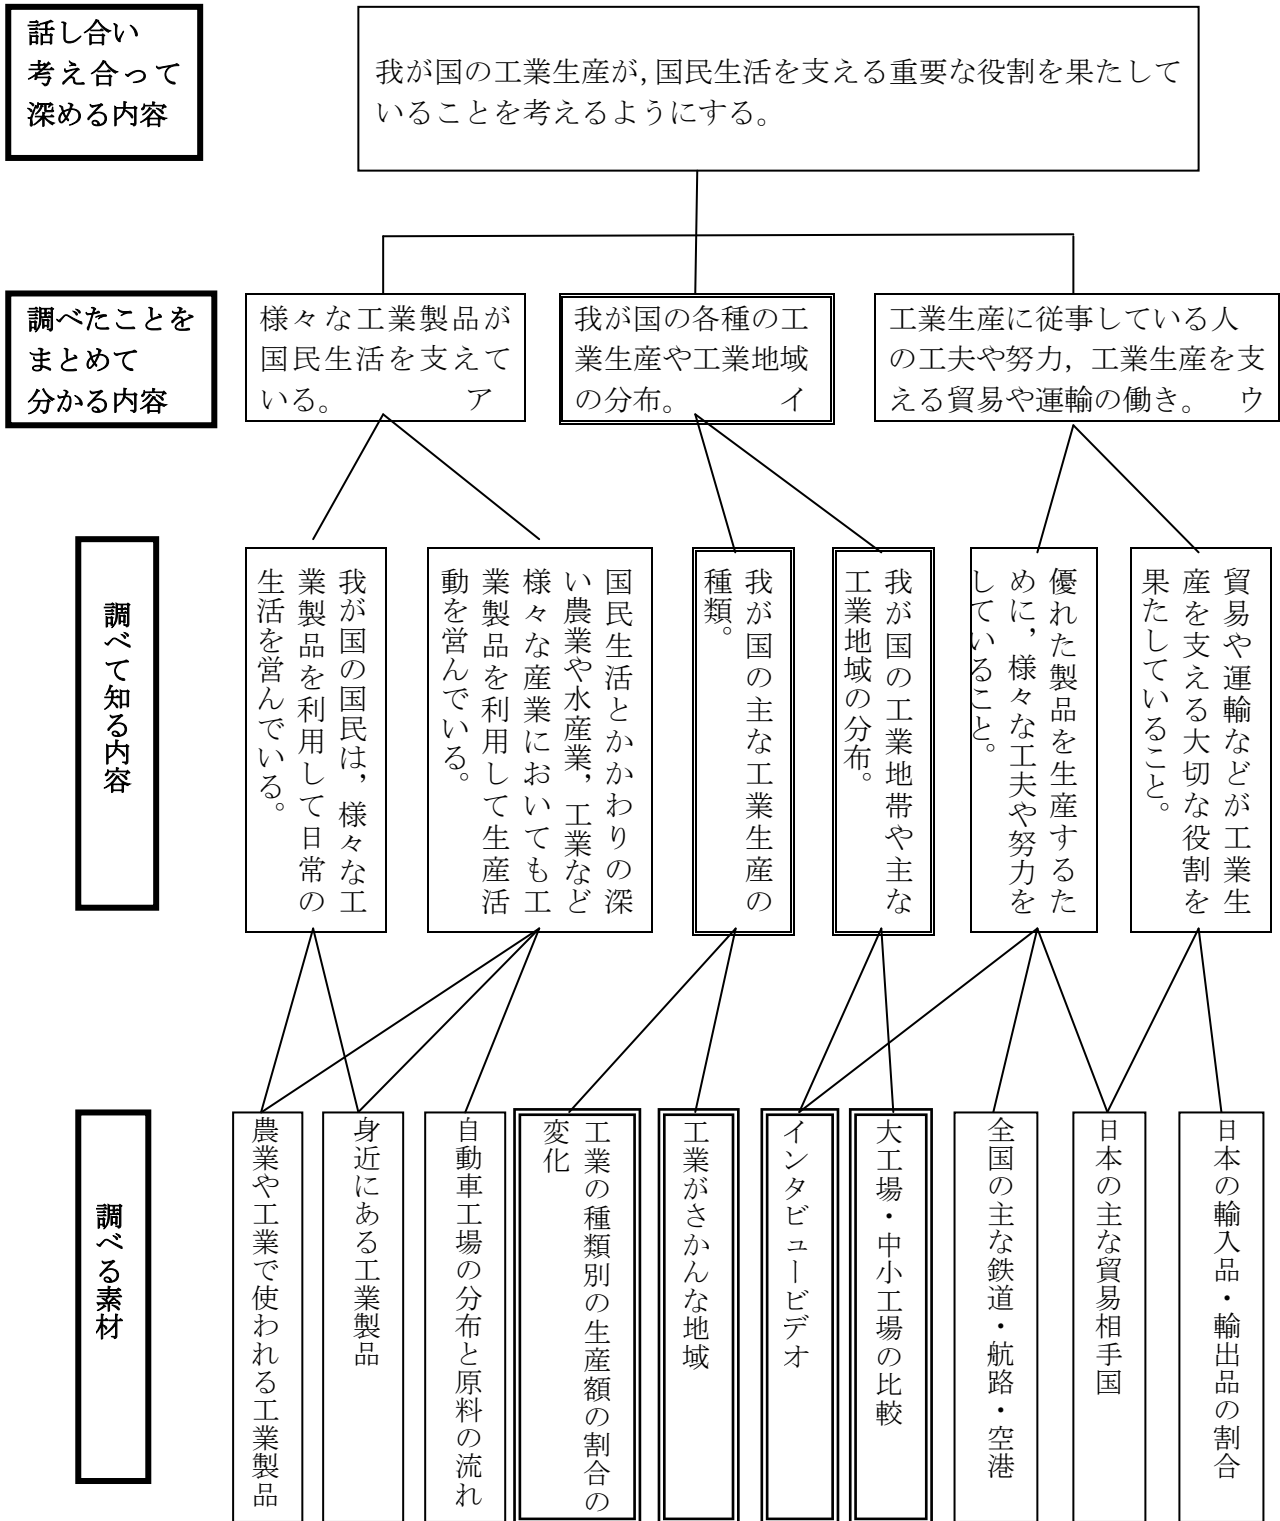 話し合い
考え合って
深める内容
我が国の工業生産が，国民生活を支える重要な役割を果たして
いることを考えるようにする。
調べたことを
まとめて
分かる内容
様々な工業製品が
国民生活を支えて
いる。　ア
我が国の各種の工
業生産や工業地域
の分布。　イ
工業生産に従事している人
の工夫や努力，工業生産を支
える貿易や運輸の働き。　ウ
調べて知る内容
我が国の国民は，様々な工
業製品を利用して日常の
生活を営んでいる。
国民生活とかかわりの深
い農業や水産業，工業など
様々な産業においても工
業製品を利用して生産活
動を営んでいる。
我が国の主な工業生産の
種類。
我が国の工業地帯や主な
工業地域の分布。
優れた製品を生産するた
めに，様々な工夫や努力を
していること。
貿易や運輸などが工業生
産を支える大切な役割を
果たしていること。
調べる素材
農業や工業で使われる工業製品
身近にある工業製品
自動車工場の分布と原料の流れ
工業の種類別の生産額の割合の
変化
工業がさかんな地域
インタビュービデオ
大工場・中小工場の比較
全国の主な鉄道・航路・空港
日本の主な貿易相手国
日本の輸入品・輸出品の割合